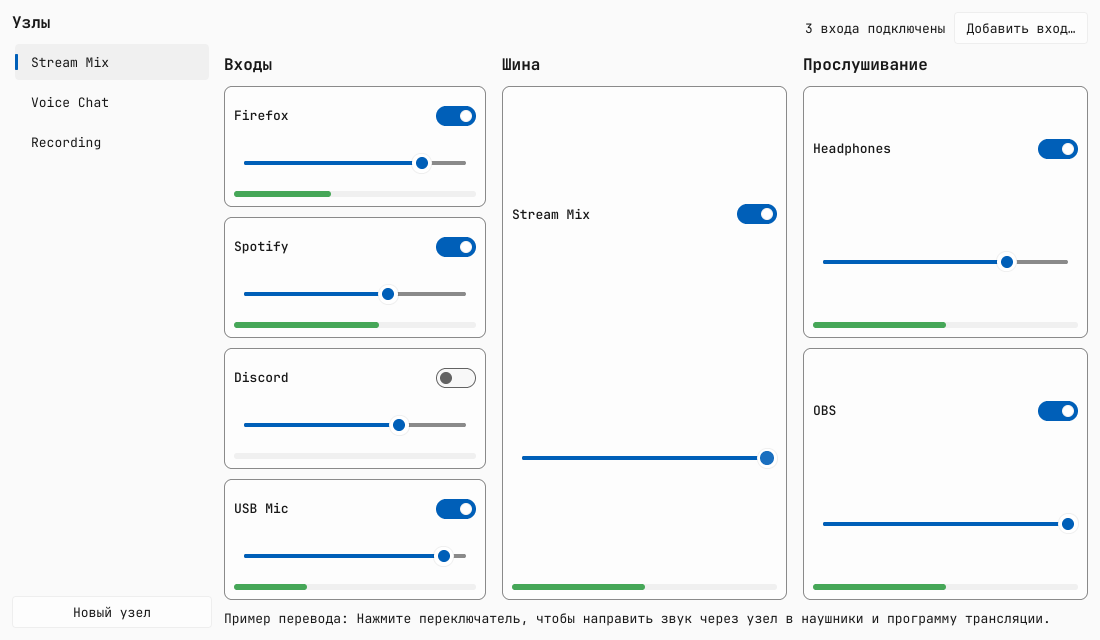 Узлы
3 входа подключены
Добавить вход…
Stream Mix
Voice Chat
Recording
Новый узел
Входы
Firefox
Spotify
Discord
USB Mic
Шина
Stream Mix
Прослушивание
Headphones
OBS
Пример перевода: Нажмите переключатель, чтобы направить звук через узел в наушники и программу трансляции.